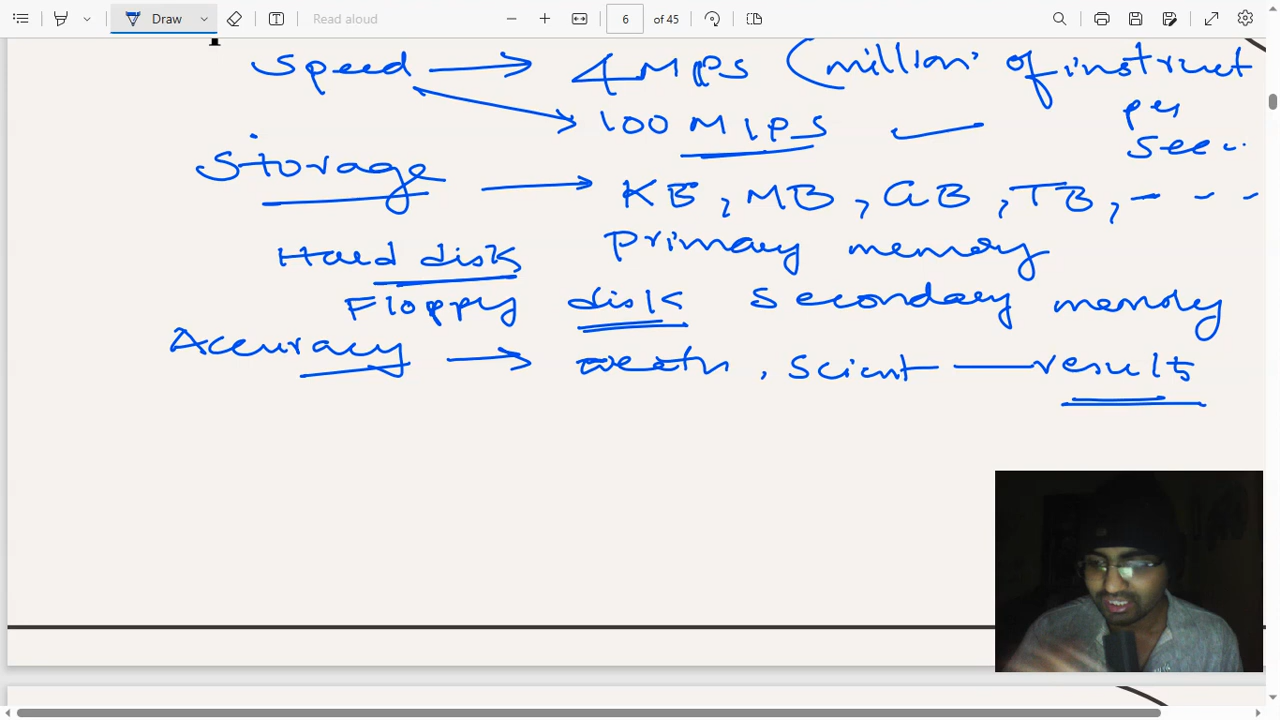 Draw
Read aloud
6 of 45
Speed → 4 MPS (million of instruct
per
Sec.
100 MIPS
Storage → KB, MB, GB, TB, - - -
Hard disk Primary memory
Floppy disk Secondary memory
Accuracy → , Scient — results